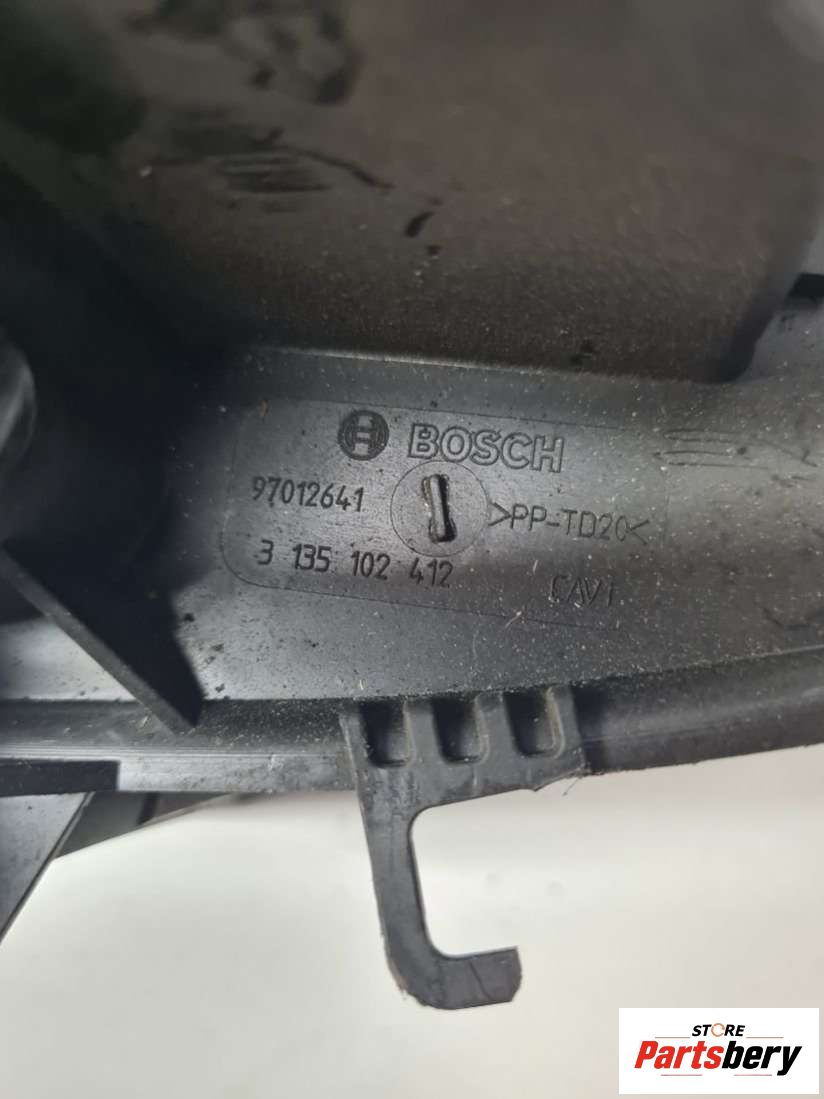 BOSCH
97012641 >PP-TD20<
3 135 102 412 CAV1
STORE
Partsbery